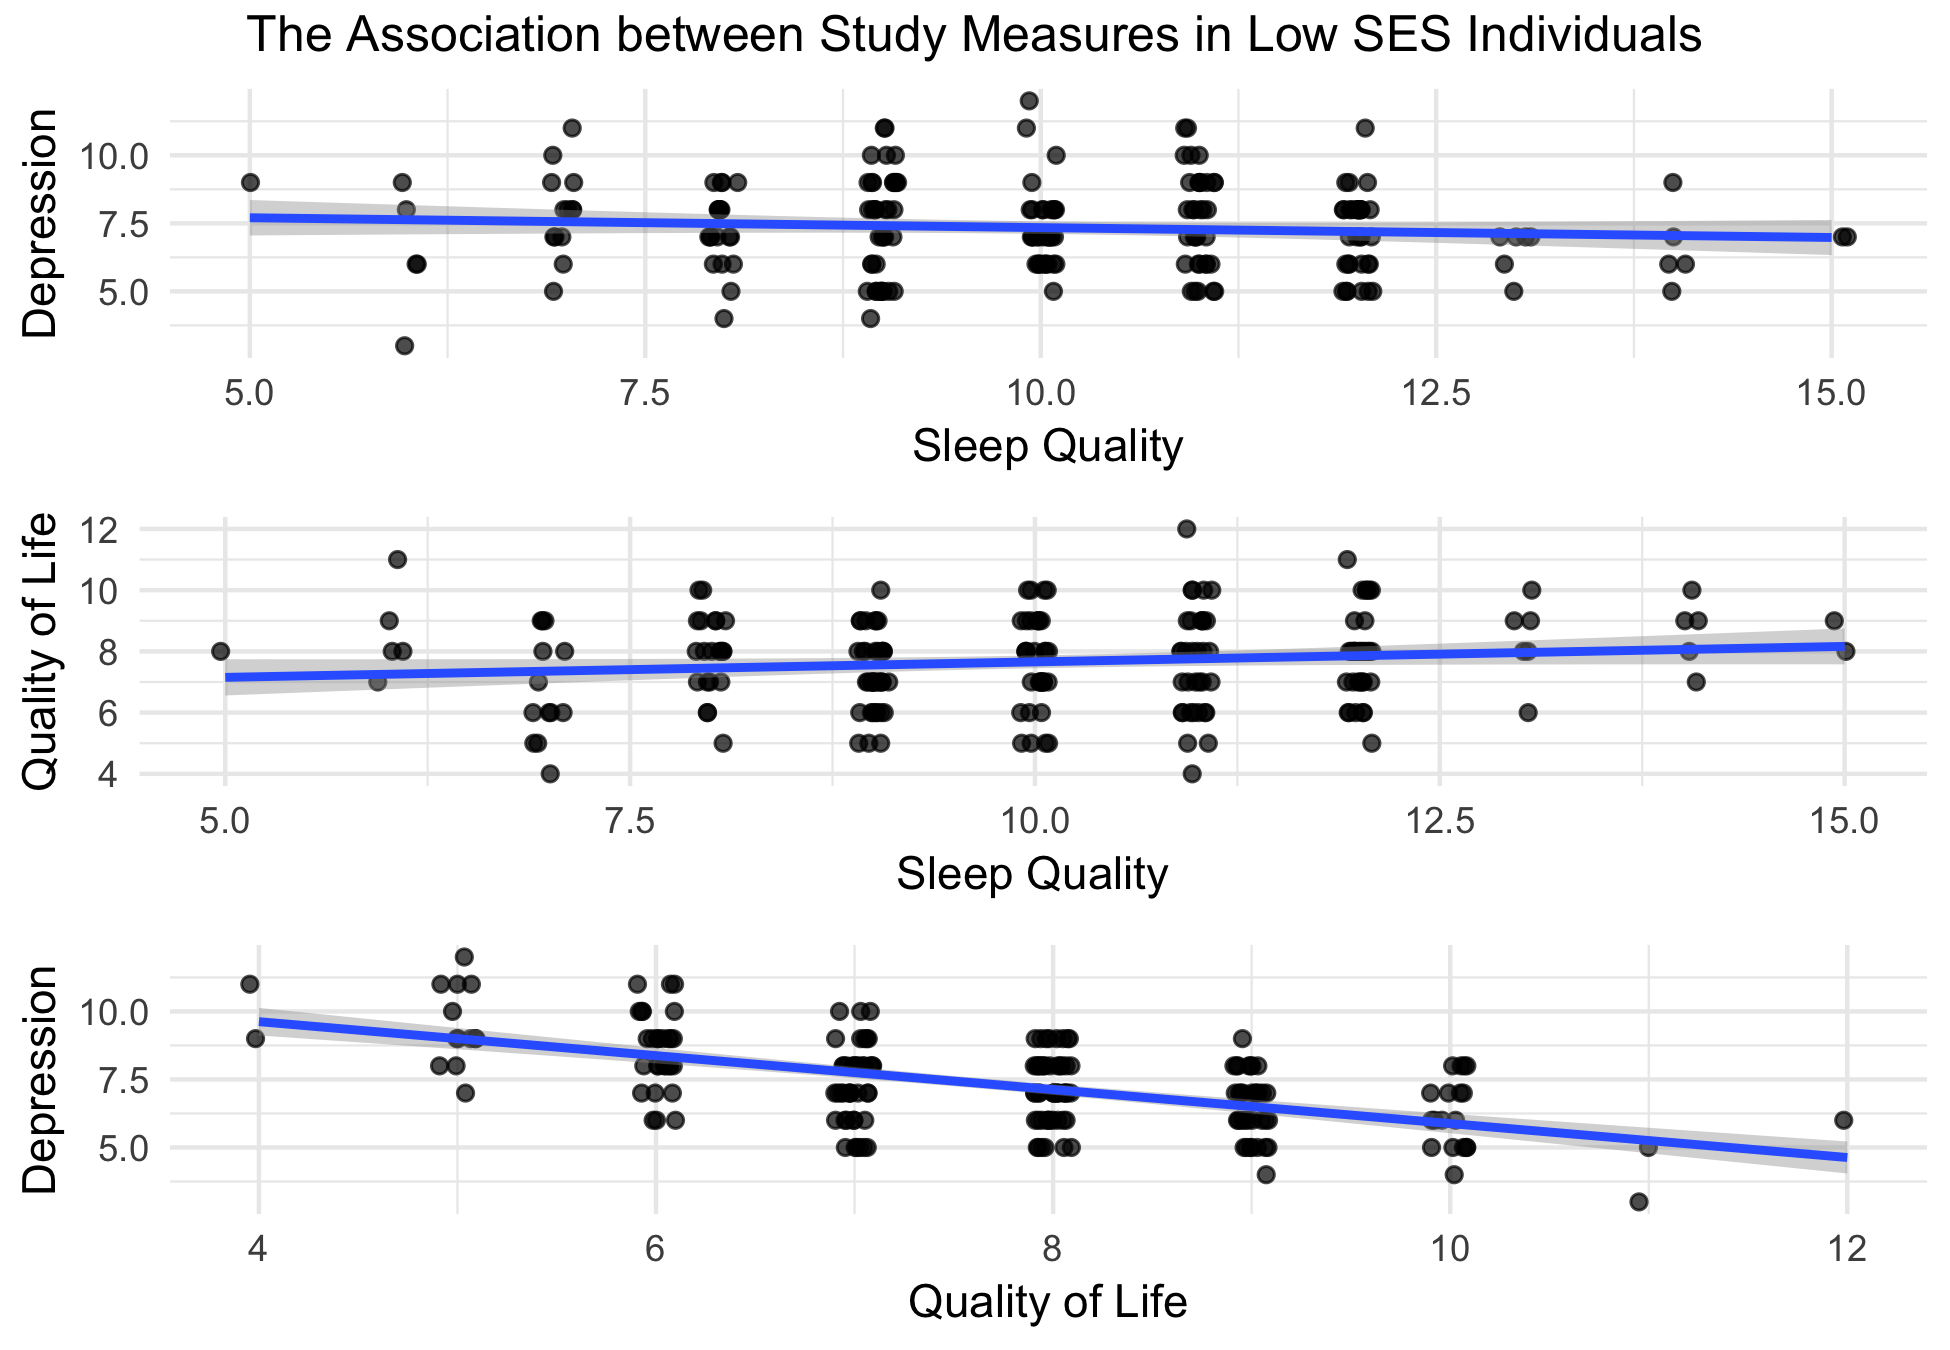 The Association between Study Measures in Low SES Individuals
Depression
10.0
7.5
5.0
5.0 7.5 10.0 12.5 15.0
Sleep Quality
Quality of Life
12
10
8
6
4
5.0 7.5 10.0 12.5 15.0
Sleep Quality
Depression
10.0
7.5
5.0
4 6 8 10 12
Quality of Life